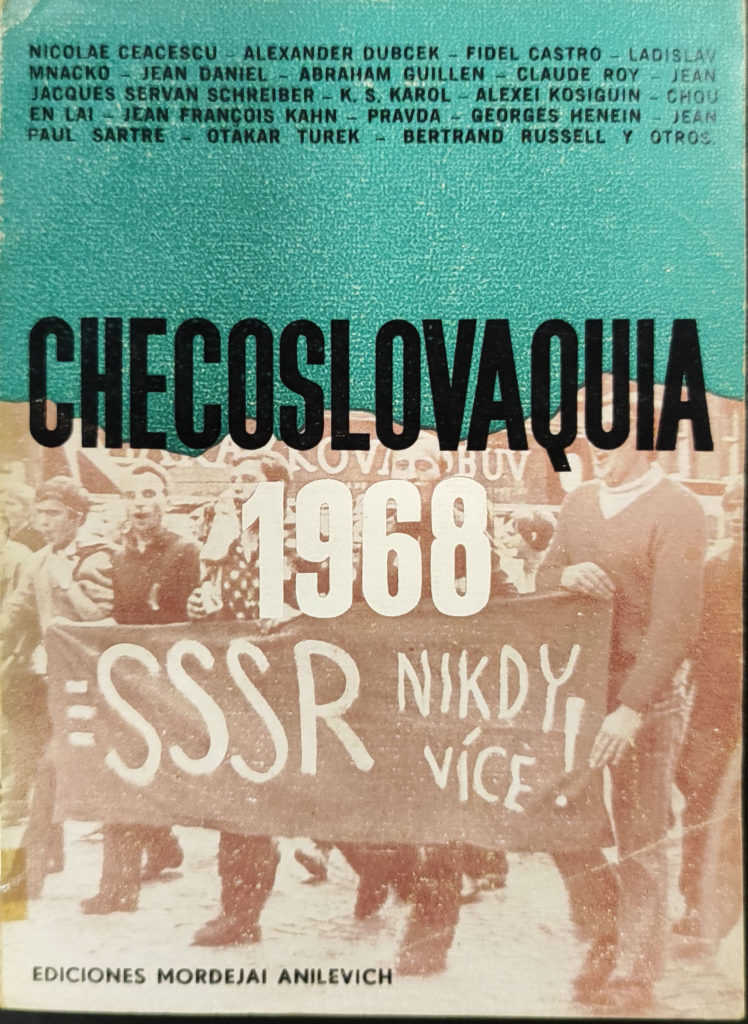 NICOLAE CEACESCU – ALEXANDER DUBCEK – FIDEL CASTRO – LADISLAV
MNACKO – JEAN DANIEL – ABRAHAM GUILLEN – CLAUDE ROY – JEAN
JACQUES SERVAN SCHREIBER – K. S. KAROL – ALEXEI KOSIGUIN – CHOU
EN LAI – JEAN FRANÇOIS KAHN – PRAVDA – GEORGES HENEIN – JEAN
PAUL SARTRE – OTAKAR TUREK – BERTRAND RUSSELL Y OTROS.
CHECOSLOVAQUIA
OBUV
1968
=SSSR NIKDY
VÍCE!
EDICIONES MORDEJAI ANILEVICH